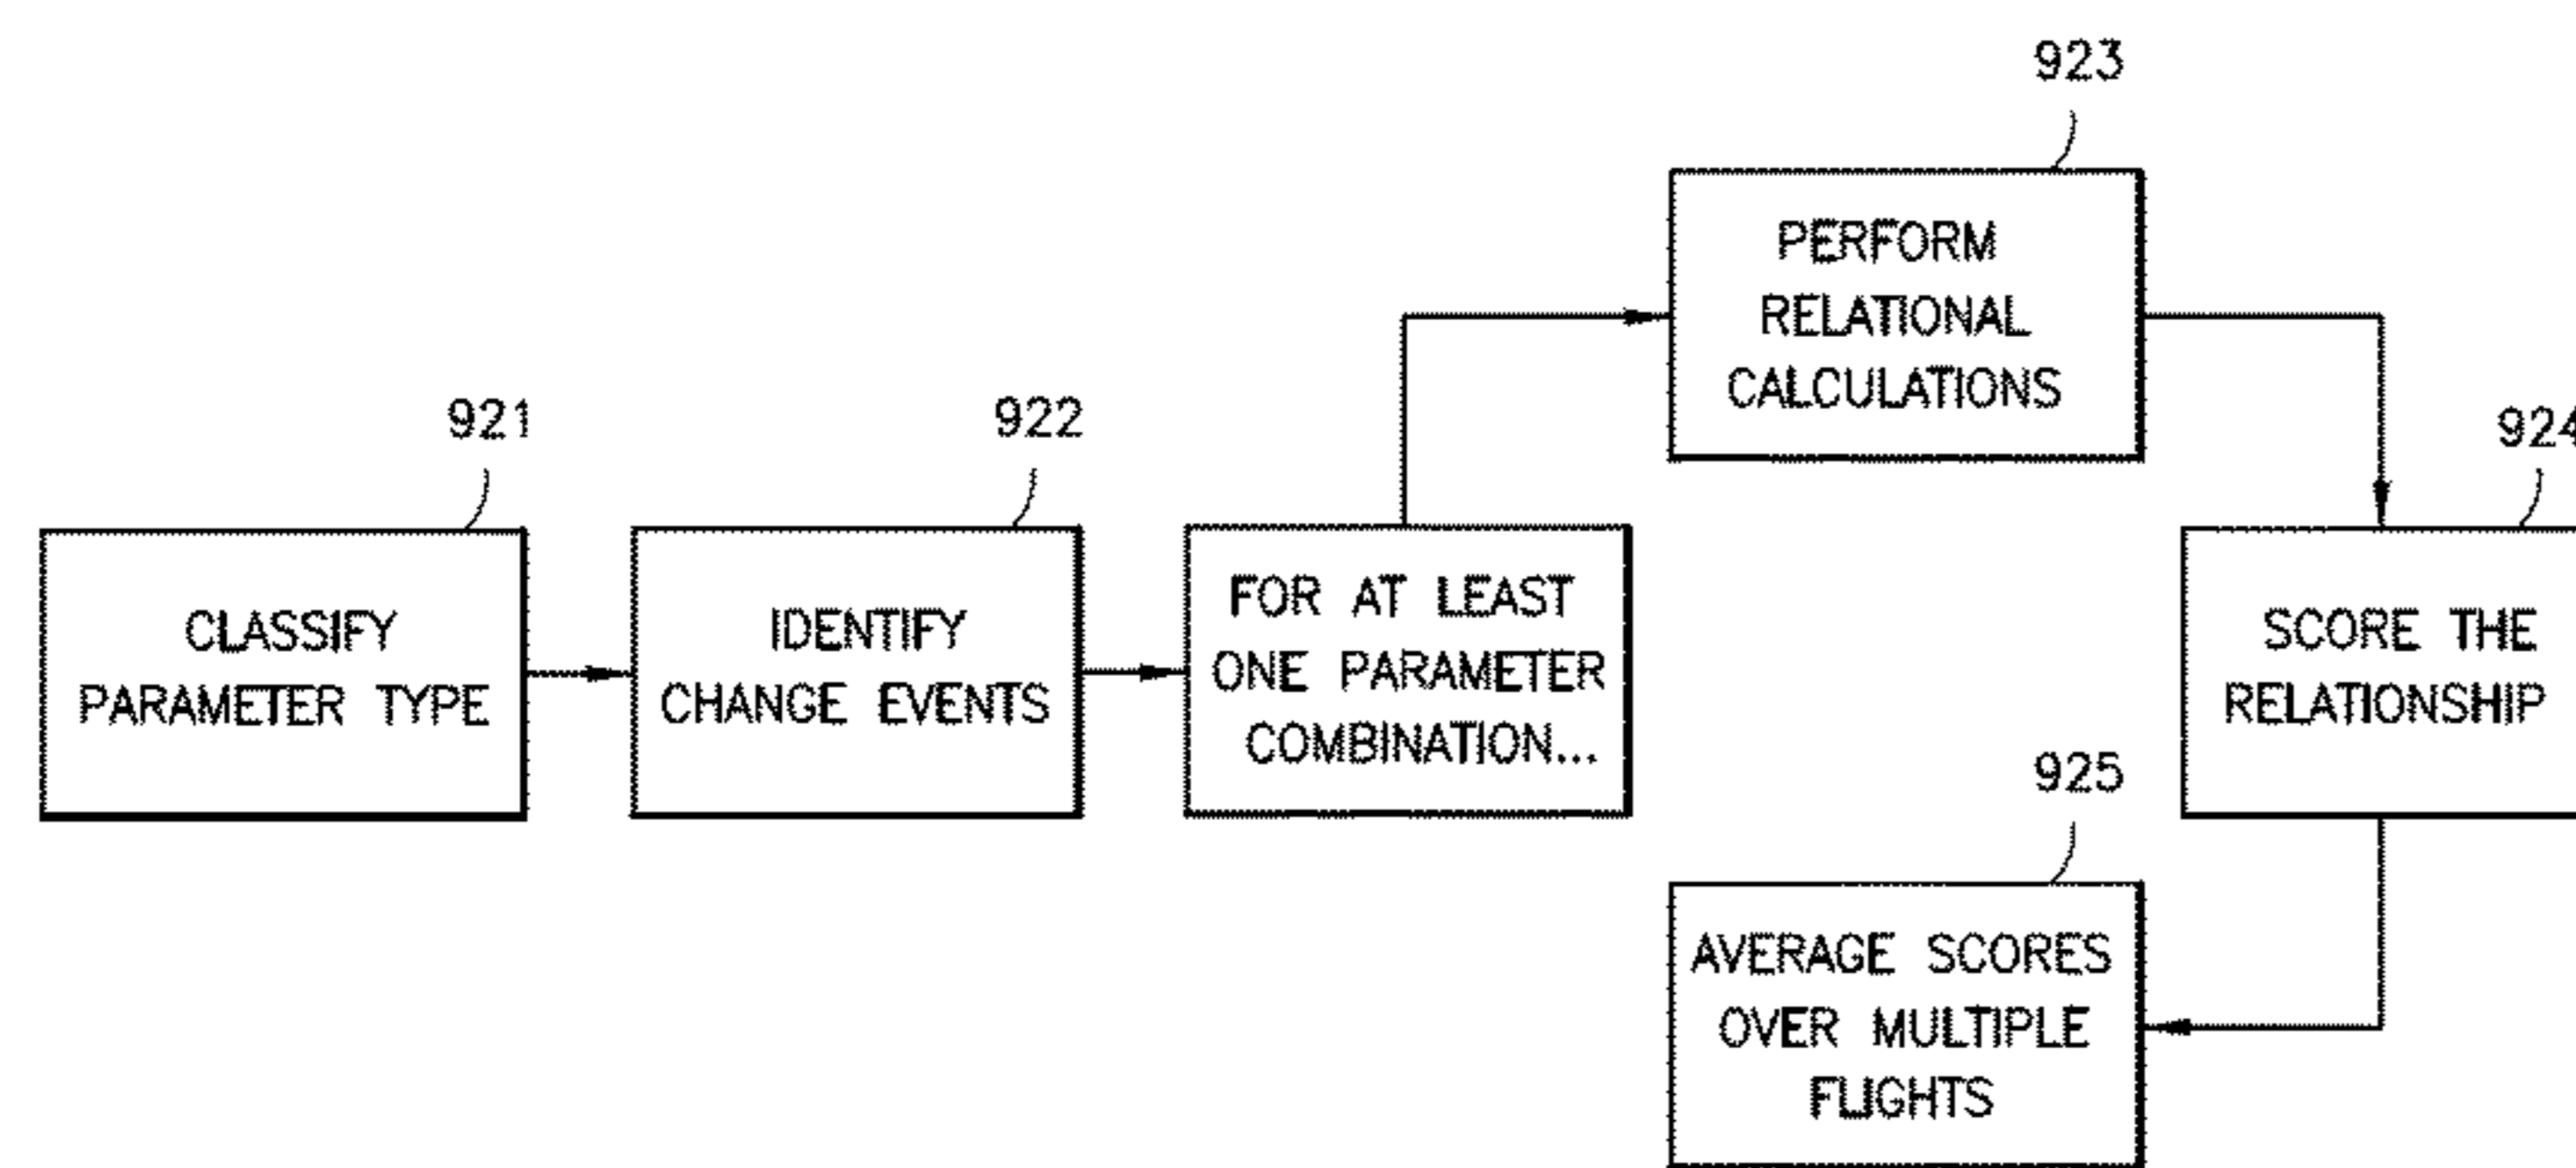 921
CLASSIFY
PARAMETER TYPE
922
IDENTIFY
CHANGE EVENTS
FOR AT LEAST
ONE PARAMETER
COMBINATION...
923
PERFORM
RELATIONAL
CALCULATIONS
924
SCORE THE
RELATIONSHIP
925
AVERAGE SCORES
OVER MULTIPLE
FLIGHTS